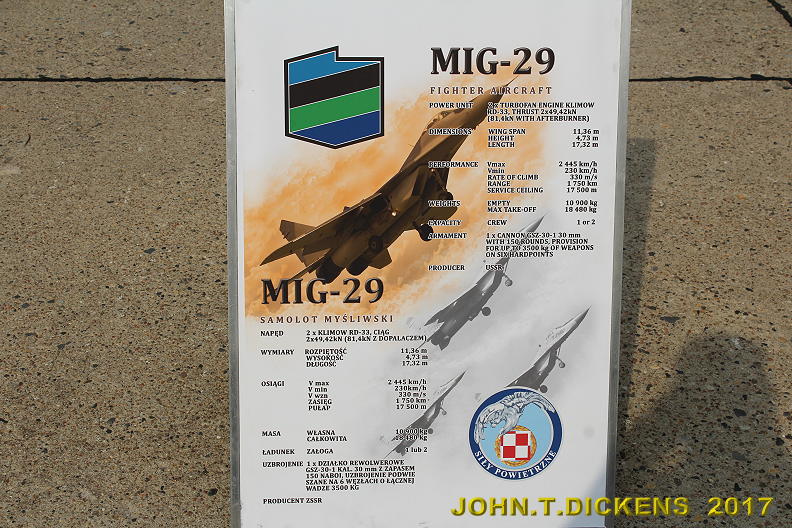 MIG-29
FIGHTER AIRCRAFT
POWER UNIT 2 x TURBOFAN ENGINE KLIMOW
RD-33, THRUST 2x49,42kN
(81,4kN WITH AFTERBURNER)
DIMENSIONS WING SPAN 11,36 m
HEIGHT 4,73 m
LENGTH 17,32 m
PERFORMANCE Vmax 2 445 km/h
Vmin 230 km/h
RATE OF CLIMB 330 m/s
RANGE 1 750 km
SERVICE CEILING 17 500 m
WEIGHTS EMPTY 10 900 kg
MAX TAKE-OFF 18 480 kg
CAPACITY CREW 1 or 2
ARMAMENT 1 x CANNON GSZ-30-1 30 mm
WITH 150 ROUNDS, PROVISION
FOR UP TO 3500 kg OF WEAPONS
ON SIX HARDPOINTS
PRODUCER USSR
MIG-29
SAMOLOT MYŚLIWSKI
NAPĘD 2 x KLIMOW RD-33, CIĄG
2x49,42kN (81,4kN Z DOPALACZEM)
WYMIARY ROZPIĘTOŚĆ 11,36 m
WYSOKOŚĆ 4,73 m
DŁUGOŚĆ 17,32 m
OSIĄGI V max 2 445 km/h
V min 230km/h
V wzn 330 m/s
ZASIĘG 1 750 km
PUŁAP 17 500 m
MASA WŁASNA 10 900 kg
CAŁKOWITA 18 480 kg
ŁADUNEK ZAŁOGA 1 lub 2
UZBROJENIE 1 x DZIAŁKO REWOLWEROWE
GSZ-30-1 KAL. 30 mm Z ZAPASEM
150 NABOI, UZBROJENIE PODWIE
SZANE NA 6 WĘZŁACH O ŁĄCZNEJ
WADZE 3500 KG
PRODUCENT ZSSR
SIŁY POWIETRZNE
JOHN.T.DICKENS 2017